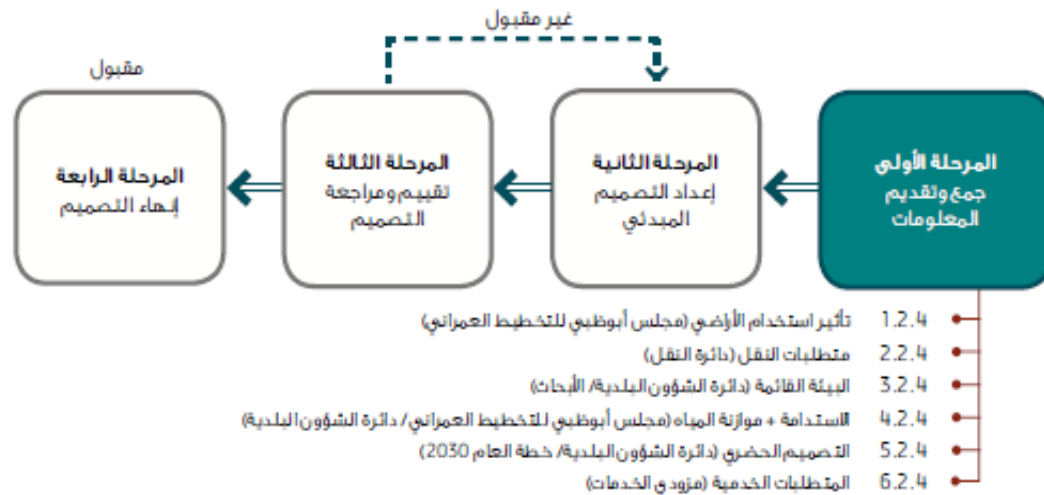 غير مقبول
مقبول
المرحلة الأولى
جمع وتقديم
المعلومات
المرحلة الثانية
إعداد التصميم
المبدئي
المرحلة الثالثة
تقييم ومراجعة
التصميم
المرحلة الرابعة
إنهاء التصميم
1.2.4 تأثير استخدام الأراضي (مجلس أبوظبي للتخطيط العمراني)
2.2.4 متطلبات النقل (دائرة النقل)
3.2.4 البيئة القائمة (دائرة الشؤون البلدية/ الأبحاث)
4.2.4 الاستدامة + موازنة المياه (مجلس أبوظبي للتخطيط العمراني/ دائرة الشؤون البلدية)
5.2.4 التصميم الحضري (دائرة الشؤون البلدية/ خطة العام 2030)
6.2.4 المتطلبات الخدمية (مزودي الخدمات)